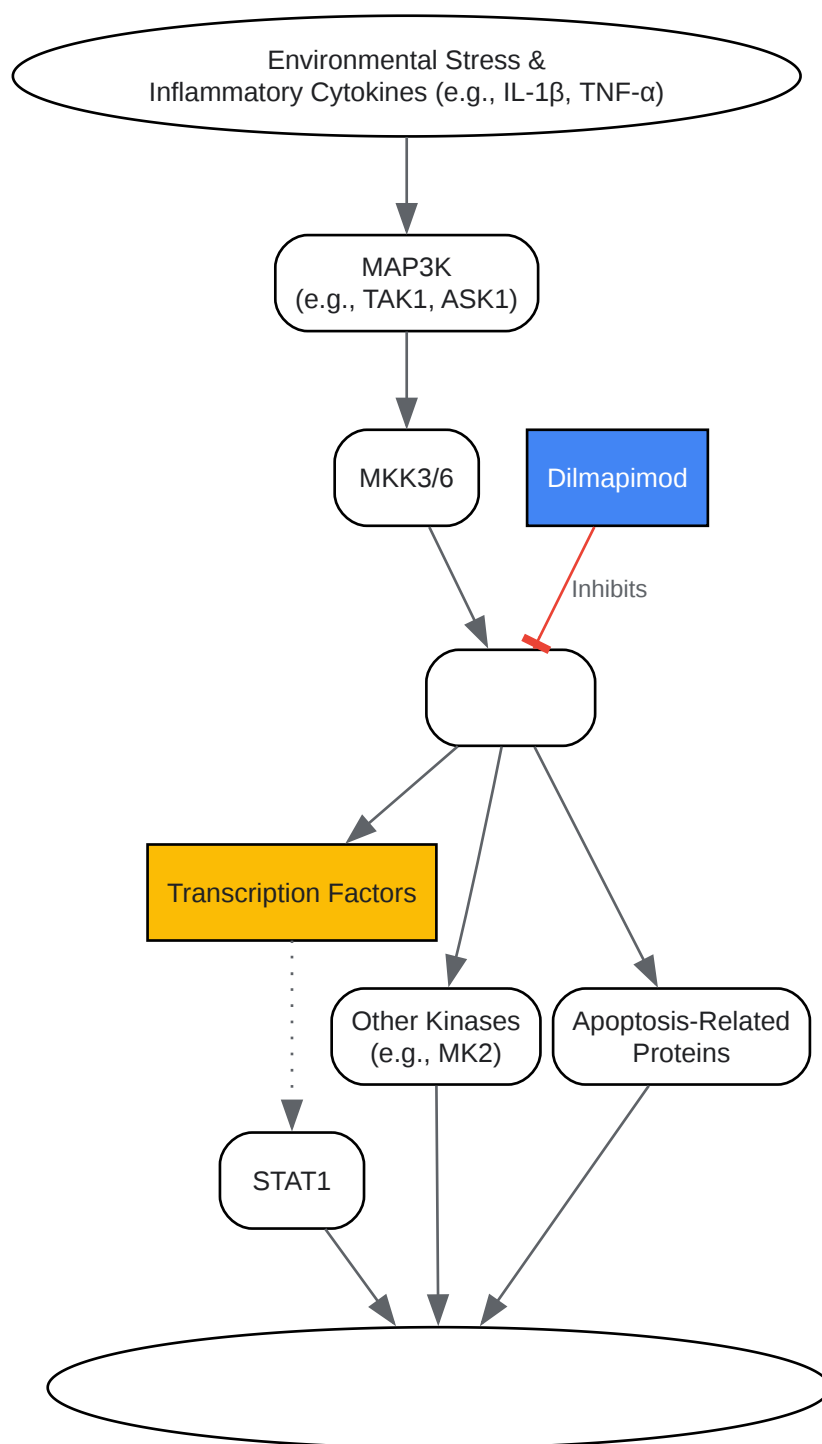 Environmental Stress &
Inflammatory Cytokines (e.g., IL-1β, TNF-α)
MAP3K
(e.g., TAK1, ASK1)
MKK3/6
Dilmapimod
Inhibits
Transcription Factors
Other Kinases
(e.g., MK2)
Apoptosis-Related
Proteins
STAT1